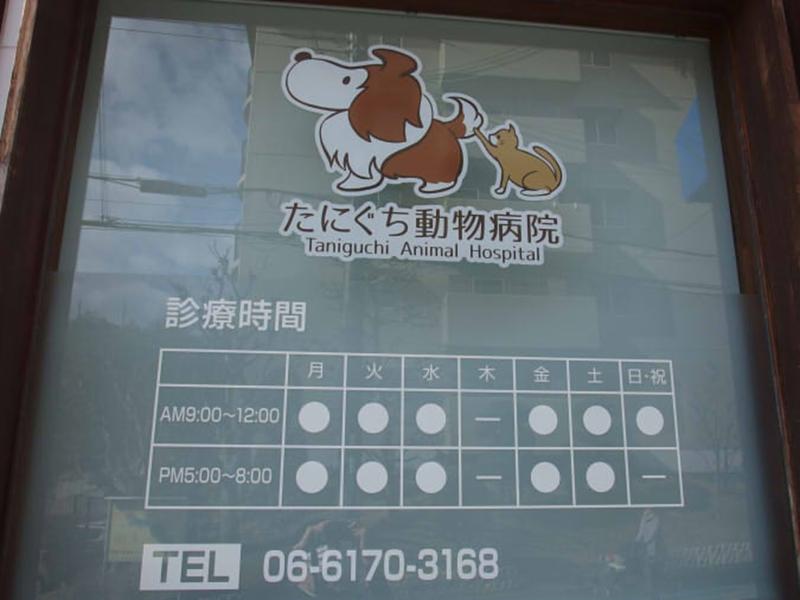 たにぐち動物病院
Taniguchi Animal Hospital
診療時間
月 火 水 木 金 土 日・祝
AM9:00～12:00 ● ● ● — ● ● ●
PM5:00～8:00 ● ● ● — ● ● —
TEL 06-6170-3168